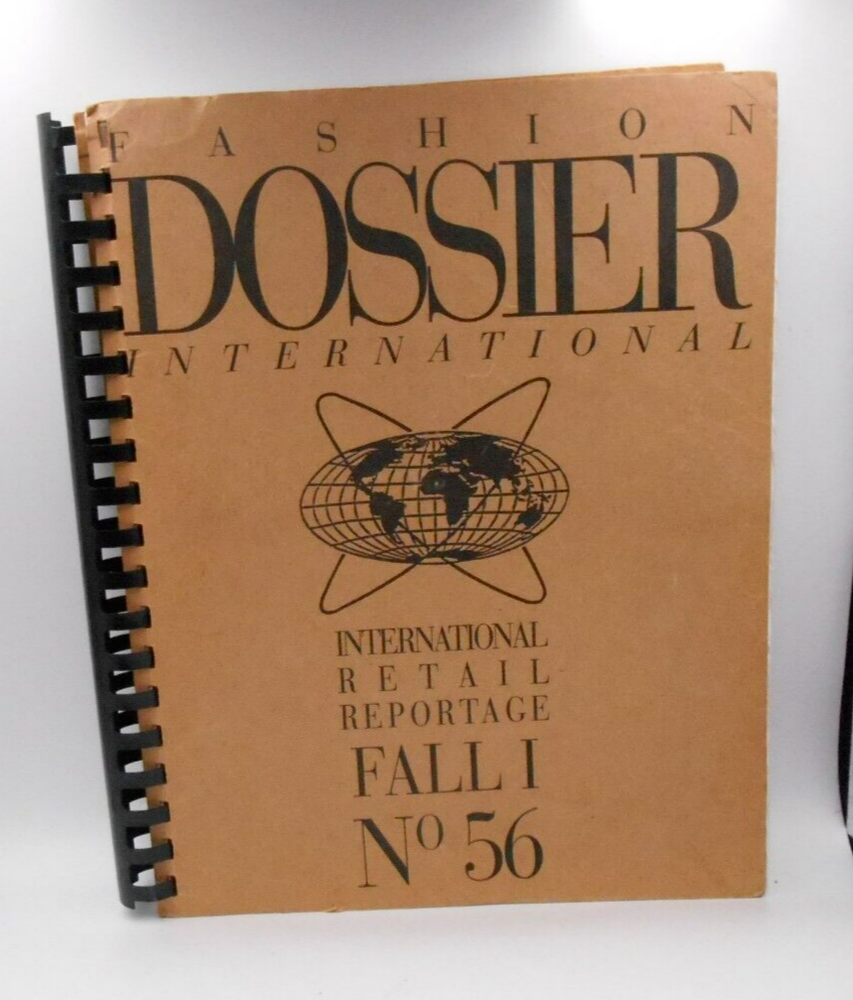 FASHION
DOSSIER
INTERNATIONAL
INTERNATIONAL
RETAIL
REPORTAGE
FALL I
Nº 56